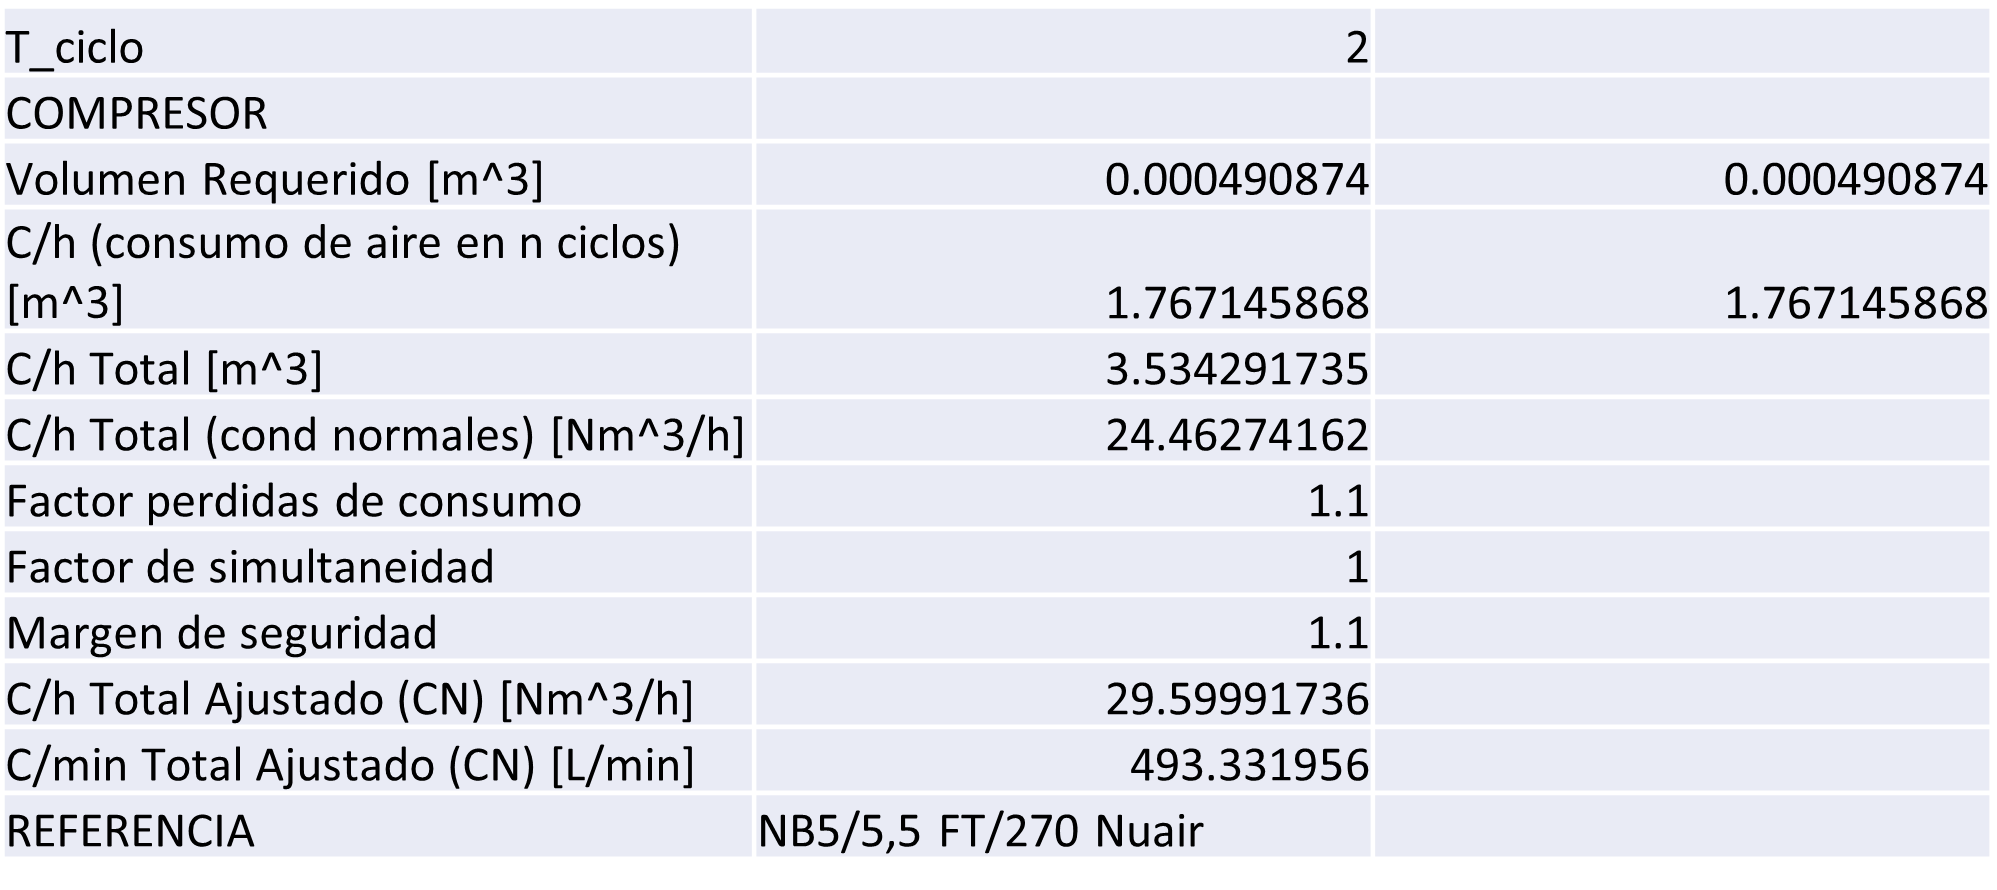 T_ciclo 2
COMPRESOR
Volumen Requerido [m^3] 0.000490874 0.000490874
C/h (consumo de aire en n ciclos)
[m^3] 1.767145868 1.767145868
C/h Total [m^3] 3.534291735
C/h Total (cond normales) [Nm^3/h] 24.46274162
Factor perdidas de consumo 1.1
Factor de simultaneidad 1
Margen de seguridad 1.1
C/h Total Ajustado (CN) [Nm^3/h] 29.59991736
C/min Total Ajustado (CN) [L/min] 493.331956
REFERENCIA NB5/5,5 FT/270 Nuair